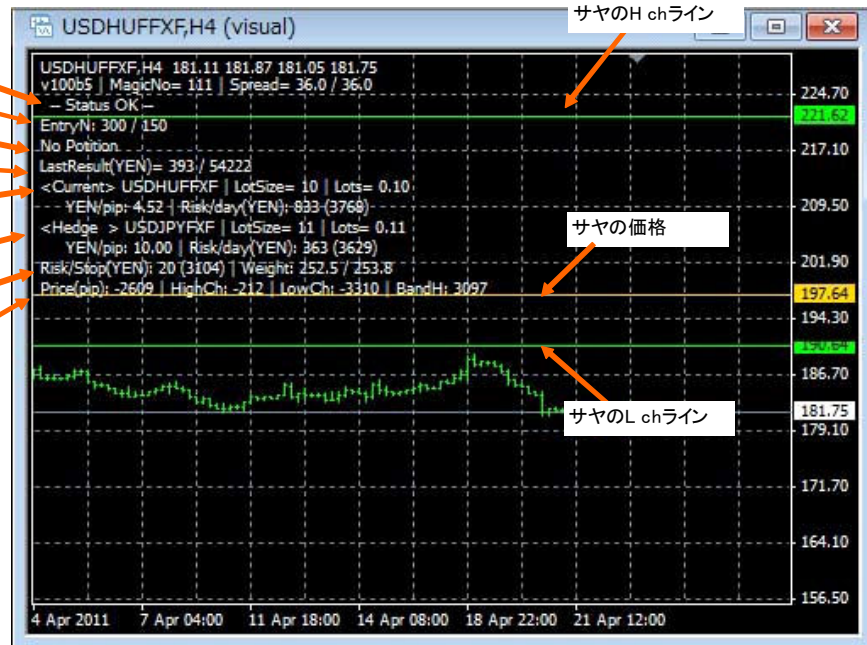 サヤのH chライン
USDHUFFXF,H4 (visual)
USDHUFFXF,H4 181.11 181.87 181.05 181.75
v100b5 | MagicNo= 111 | Spread= 36.0 / 36.0
-- Status OK --
EntryN: 300 / 150
No Potition
LastResult(YEN)= 393 / 54222
<Current> USDHUFFXF | LotSize= 10 | Lots= 0.10
YEN/pip: 4.52 | Risk/day(YEN): 833 (3768)
<Hedge > USDJPYFXF | LotSize= 11 | Lots= 0.11
YEN/pip: 10.00 | Risk/day(YEN): 363 (3629)
Risk/Stop(YEN): 20 (3104) | Weight: 252.5 / 253.8
Price(pip): -2609 | HighCh: -212 | LowCh: -3310 | BandH: 3097
サヤの価格
サヤのL chライン
224.70
221.62
217.10
209.50
201.90
197.64
194.30
190.64
186.70
181.75
179.10
171.70
164.10
156.50
4 Apr 2011 7 Apr 04:00 11 Apr 18:00 14 Apr 08:00 18 Apr 22:00 21 Apr 12:00